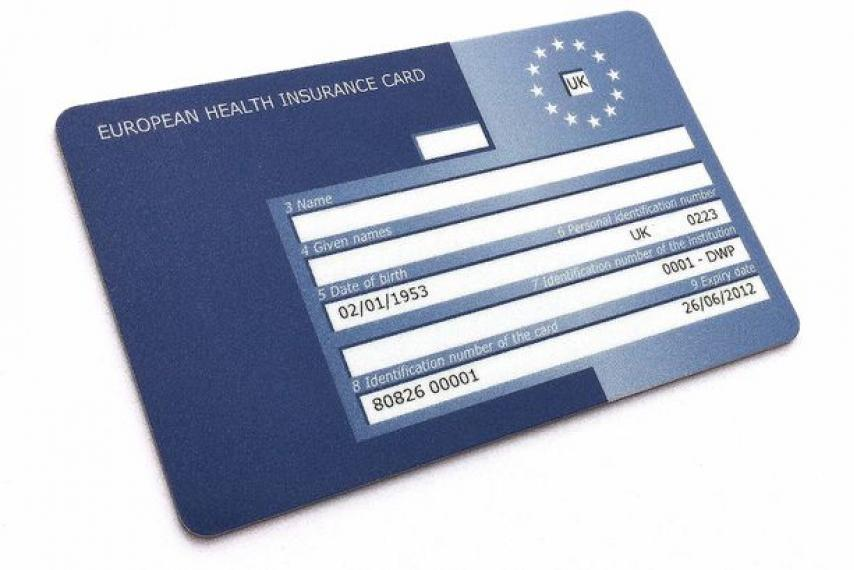 EUROPEAN HEALTH INSURANCE CARD
UK
3 Name
4 Given names
6 Personal identification number
5 Date of birth
UK 0223
02/01/1953
7 Identification number of the institution
0001 - DWP
8 Identification number of the card
9 Expiry date
80826 00001
26/06/2012